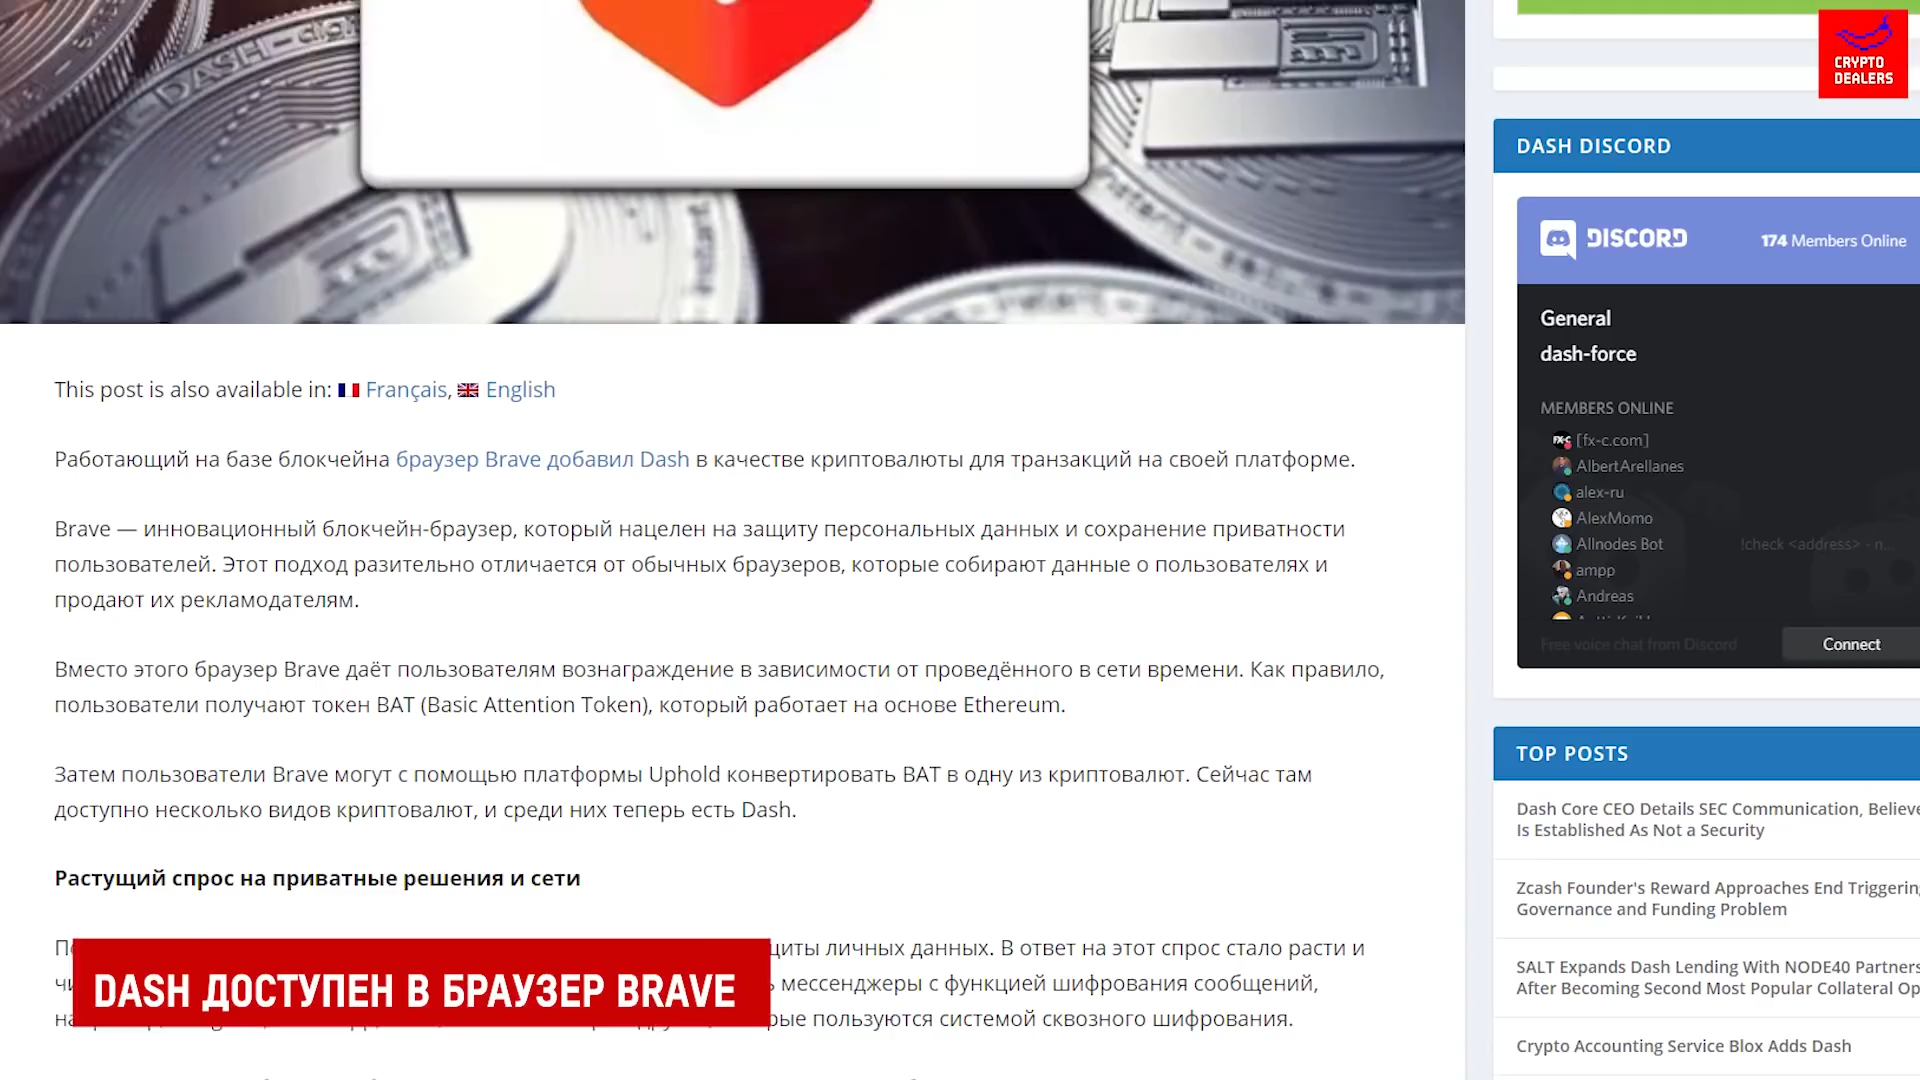 CRYPTO
DEALERS
DASH DISCORD
DISCORD
174 Members Online
General
dash-force
MEMBERS ONLINE
[fx-c.com]
AlbertArellanes
alex-ru
AlexMomo
Allnodes Bot
!check <address> - n...
ampp
Andreas
Free voice chat from Discord
Connect
This post is also available in: Français, English
Работающий на базе блокчейна браузер Brave добавил Dash в качестве криптовалюты для транзакций на своей платформе.
Brave — инновационный блокчейн-браузер, который нацелен на защиту персональных данных и сохранение приватности
пользователей. Этот подход разительно отличается от обычных браузеров, которые собирают данные о пользователях и
продают их рекламодателям.
Вместо этого браузер Brave даёт пользователям вознаграждение в зависимости от проведённого в сети времени. Как правило,
пользователи получают токен BAT (Basic Attention Token), который работает на основе Ethereum.
Затем пользователи Brave могут с помощью платформы Uphold конвертировать BAT в одну из криптовалют. Сейчас там
доступно несколько видов криптовалют, и среди них теперь есть Dash.
Растущий спрос на приватные решения и сети
личных данных. В ответ на этот спрос стало расти и
мессенджеры с функцией шифрования сообщений,
пользуются системой сквозного шифрования.
DASH ДОСТУПЕН В БРАУЗЕР BRAVE
TOP POSTS
Dash Core CEO Details SEC Communication,
Is Established As Not a Security
Zcash Founder's Reward Approaches End
Governance and Funding Problem
SALT Expands Dash Lending With NODE40
After Becoming Second Most Popular Collateral
Crypto Accounting Service Blox Adds Dash